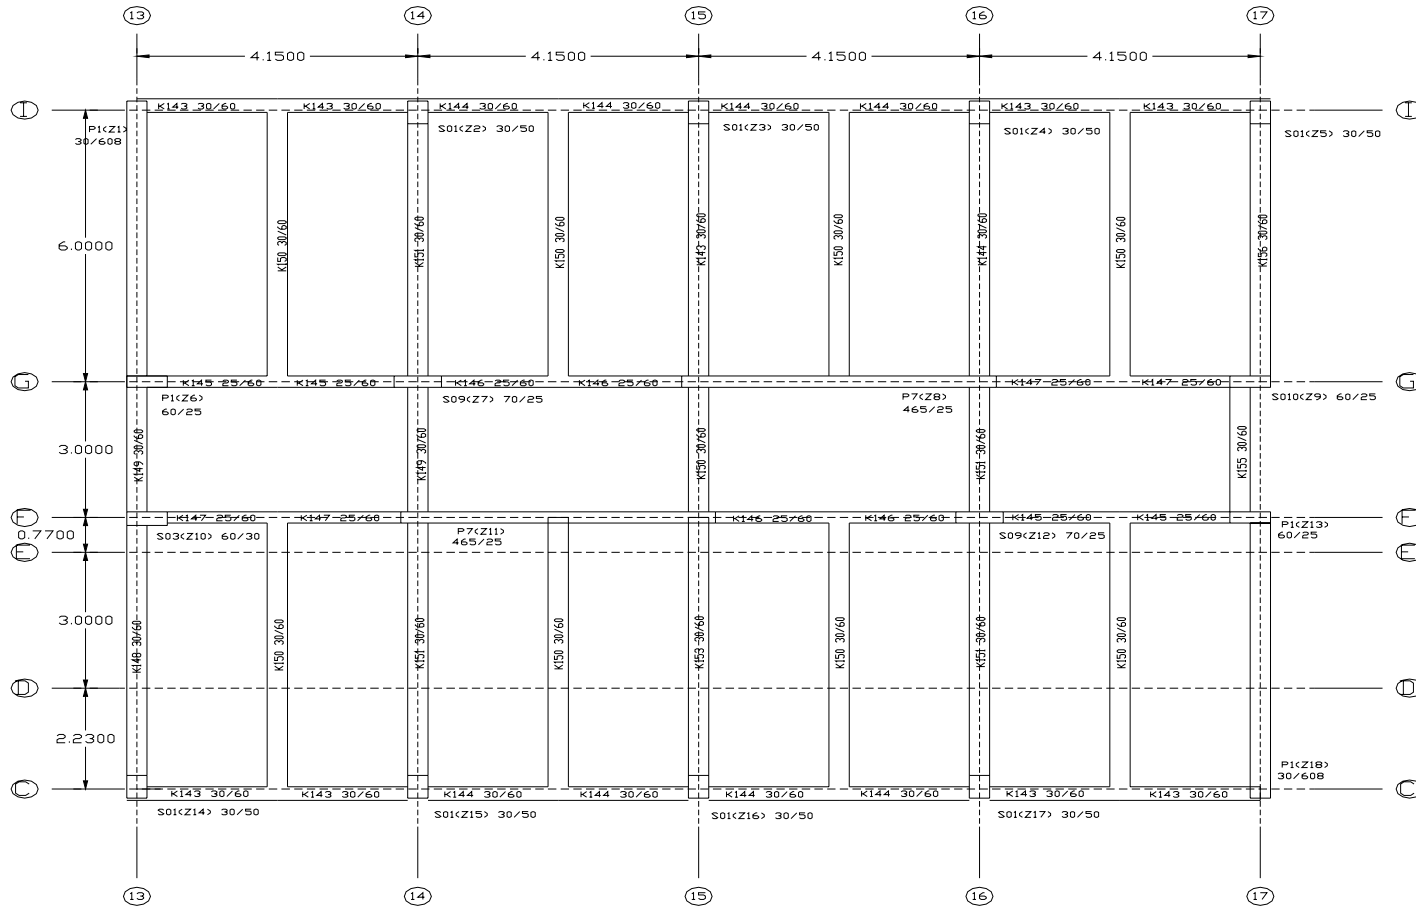 13 14 15 16 17
4.1500 4.1500 4.1500 4.1500
K143 30/60 K143 30/60 K144 30/60 K144 30/60 K144 30/60 K144 30/60 K143 30/60 K143 30/60
I I
P1(Z1) S01(Z2) 30/50 S01(Z3) 30/50 S01(Z4) 30/50 S01(Z5) 30/50
30/608
6.0000
K150 30/60 K151 30/60 K150 30/60 K143 30/60 K150 30/60 K144 30/60 K150 30/60 K156 30/60
G K145 25/60 K145 25/60 K146 25/60 K146 25/60 K147 25/60 K147 25/60 G
P1(Z6) S09(Z7) 70/25 P7(Z8) S010(Z9) 60/25
60/25 465/25
3.0000
K149 30/60 K149 30/60 K150 30/60 K151 30/60 K155 30/60
F K147 25/60 K147 25/60 K146 25/60 K146 25/60 K145 25/60 K145 25/60 F
0.7700 S03(Z10) 60/30 P7(Z11) S09(Z12) 70/25 P1(Z13)
465/25 60/25
E E
3.0000
K148 30/60 K150 30/60 K151 30/60 K150 30/60 K153 30/60 K150 30/60 K151 30/60 K150 30/60
D D
2.2300
P1(Z18)
30/608
C K143 30/60 K143 30/60 K144 30/60 K144 30/60 K144 30/60 K144 30/60 K143 30/60 K143 30/60 C
S01(Z14) 30/50 S01(Z15) 30/50 S01(Z16) 30/50 S01(Z17) 30/50
13 14 15 16 17